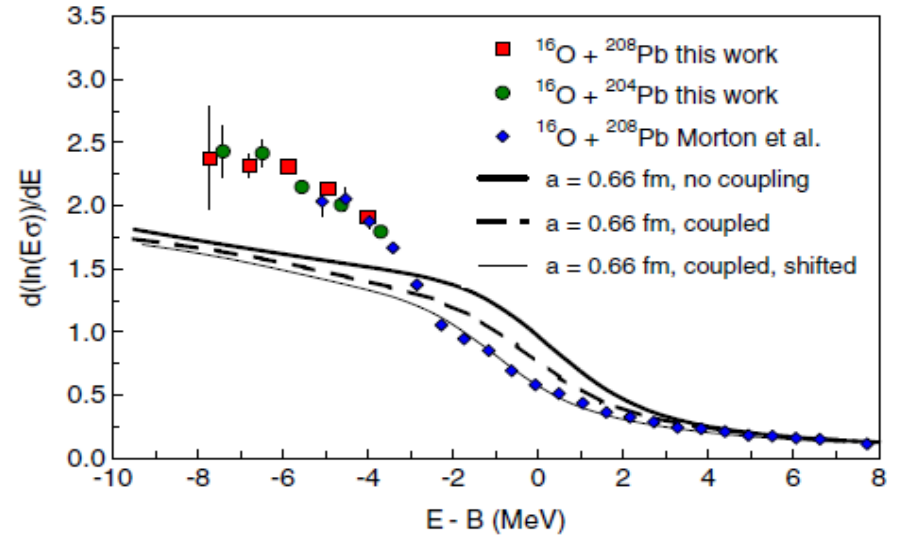 3.5
3.0
2.5
2.0
1.5
1.0
0.5
0.0
d(ln(Eσ))/dE
¹⁶O + ²⁰⁸Pb this work
¹⁶O + ²⁰⁴Pb this work
¹⁶O + ²⁰⁸Pb Morton et al.
a = 0.66 fm, no coupling
a = 0.66 fm, coupled
a = 0.66 fm, coupled, shifted
-10 -8 -6 -4 -2 0 2 4 6 8
E - B (MeV)